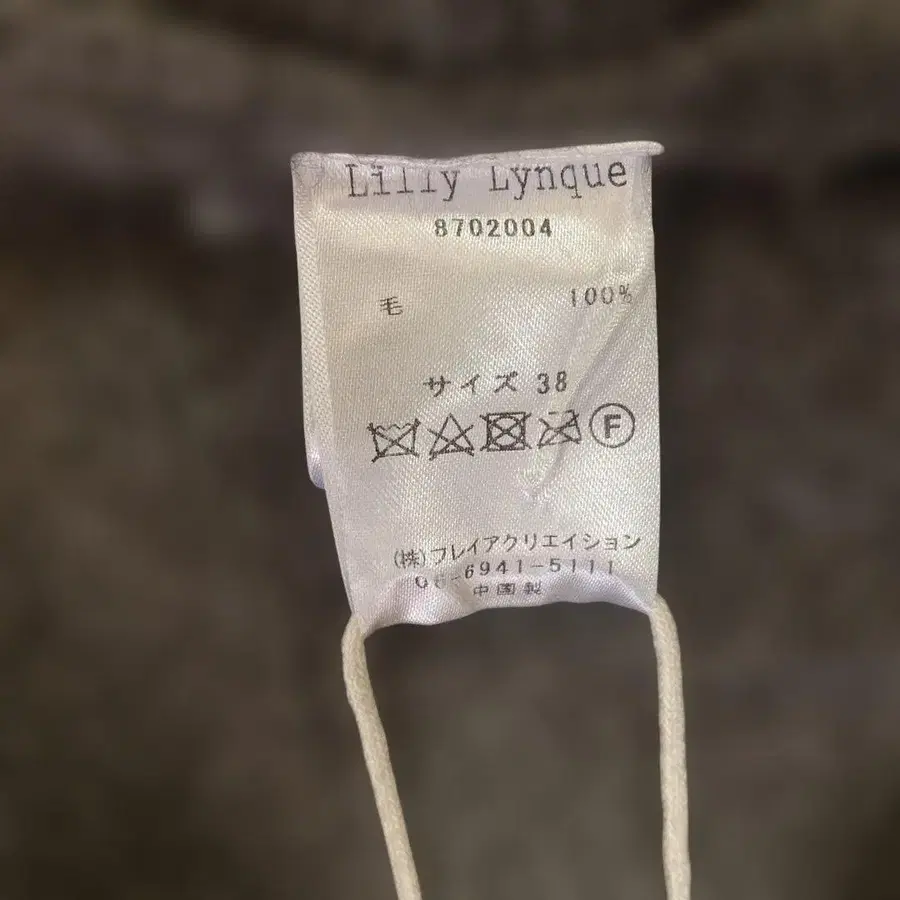 Lilly Lynque
8702004
毛 100%
サイズ 38
F
(株)フレイアクリエイション
06-6941-5111
中国製